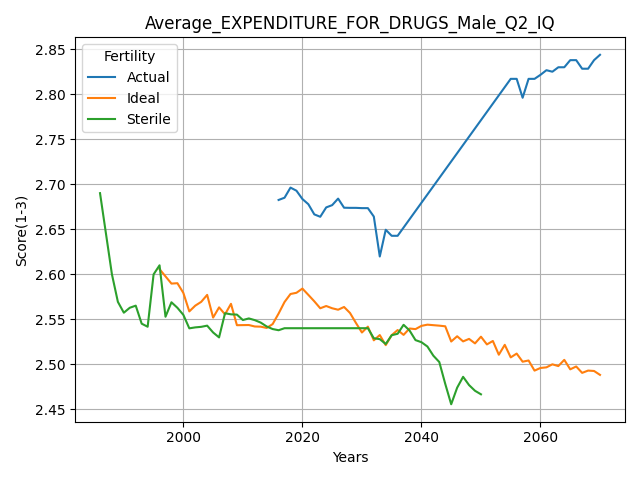 Average_EXPENDITURE_FOR_DRUGS_Male_Q2_IQ
Fertility
Actual
Ideal
Sterile
Score(1-3)
2.85
2.80
2.75
2.70
2.65
2.60
2.55
2.50
2.45
2000
2020
2040
2060
Years